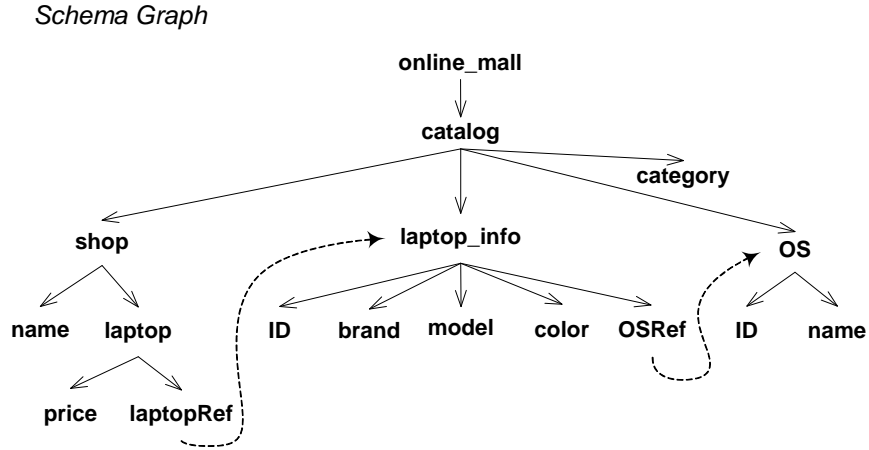 Schema Graph
online_mall
catalog
category
shop
laptop_info
OS
name laptop ID brand model color OSRef ID name
price laptopRef